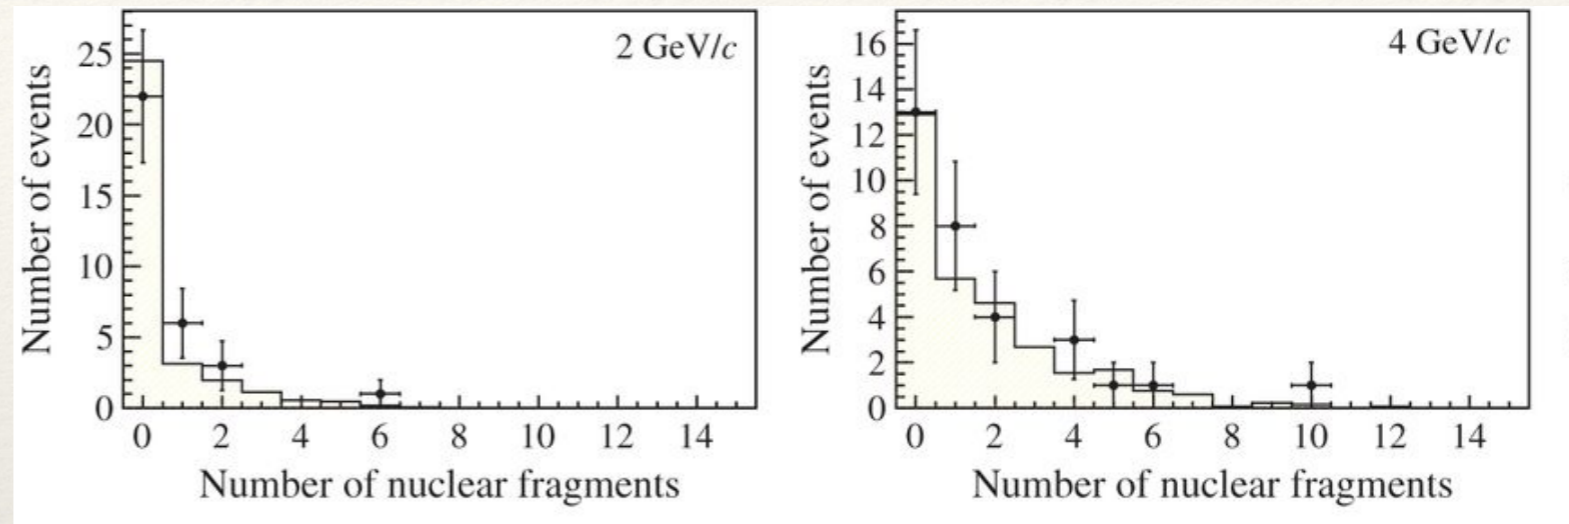 2 GeV/c
Number of events
25
20
15
10
5
0
0 2 4 6 8 10 12 14
Number of nuclear fragments
4 GeV/c
Number of events
16
14
12
10
8
6
4
2
0
0 2 4 6 8 10 12 14
Number of nuclear fragments